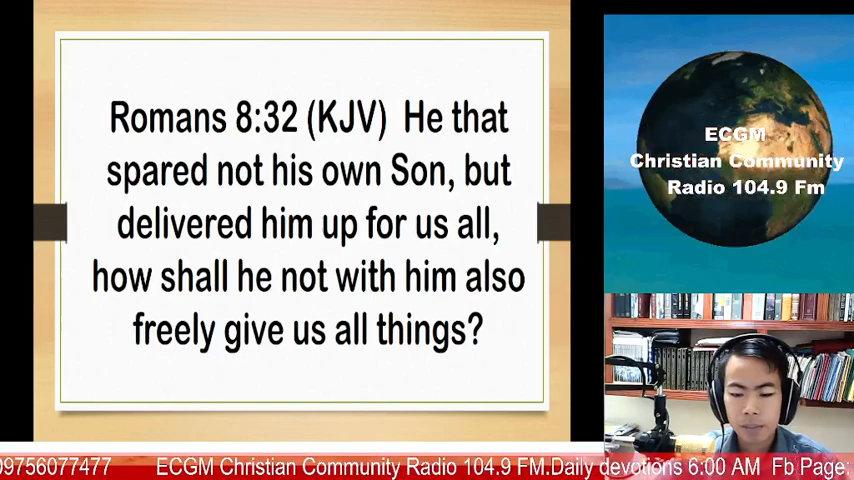 Romans 8:32 (KJV) He that
spared not his own Son, but
delivered him up for us all,
how shall he not with him also
freely give us all things?
ECGM
Christian Community
Radio 104.9 Fm
09756077477 ECGM Christian Community Radio 104.9 FM.Daily devotions 6:00 AM Fb Page: